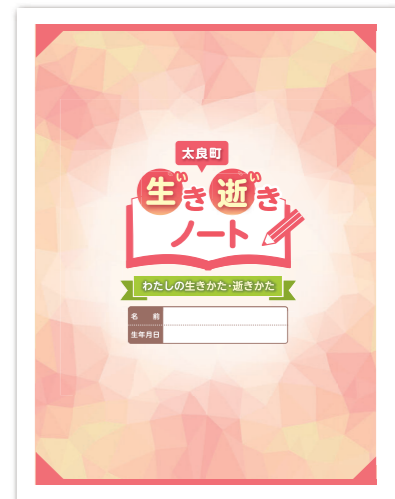 太良町
生き逝き
いい
ノート
わたしの生きかた・逝きかた
名　前
生年月日